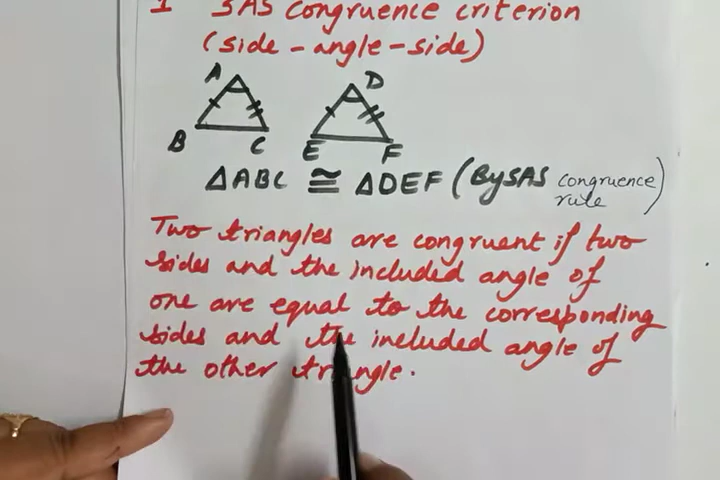 1 SAS congruence criterion
(side-angle-side)
A D
B C E F
△ABC ≅ △DEF (By SAS congruence rule)
Two triangles are congruent if two
sides and the included angle of
one are equal to the corresponding
sides and the included angle of
the other triangle.